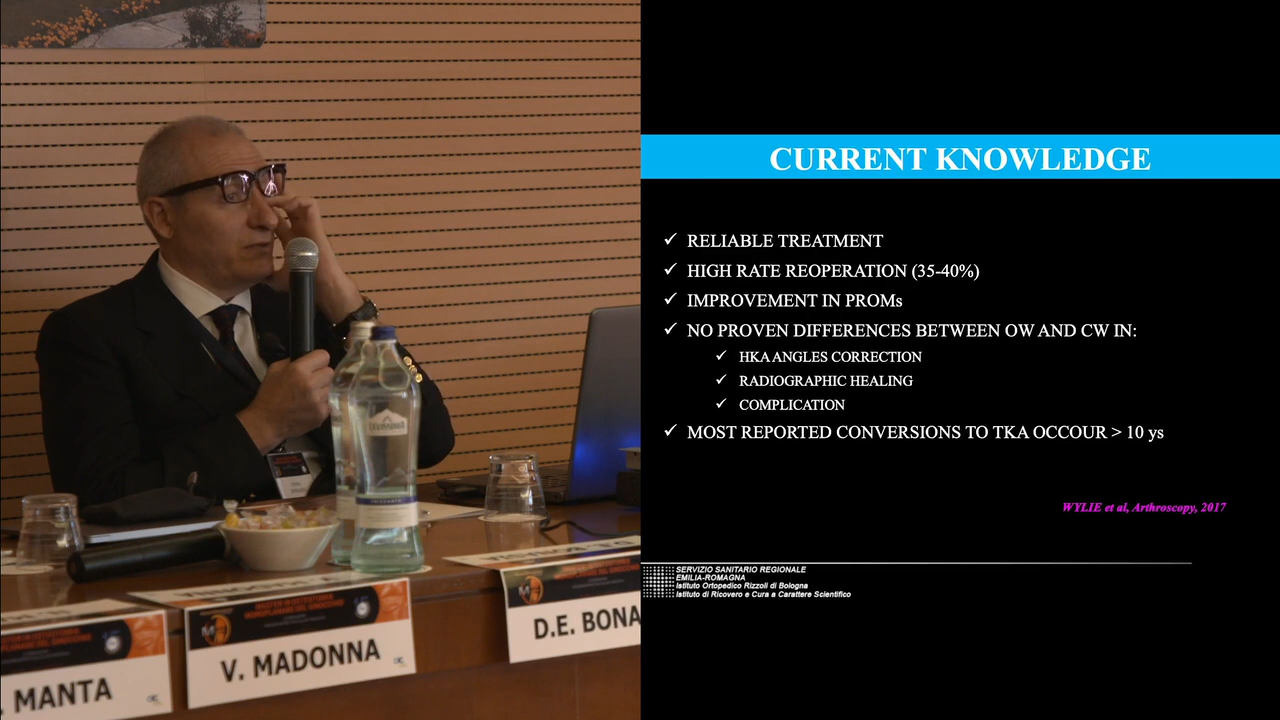 CURRENT KNOWLEDGE
RELIABLE TREATMENT
HIGH RATE REOPERATION (35-40%)
IMPROVEMENT IN PROMs
NO PROVEN DIFFERENCES BETWEEN OW AND CW IN:
HKA ANGLES CORRECTION
RADIOGRAPHIC HEALING
COMPLICATION
MOST REPORTED CONVERSIONS TO TKA OCCOUR > 10 ys
WYLIE et al, Arthroscopy, 2017
SERVIZIO SANITARIO REGIONALE
EMILIA-ROMAGNA
Istituto Ortopedico Rizzoli di Bologna
Istituto di Ricovero e Cura a Carattere Scientifico
MANTA
V. MADONNA
D.E. BONA